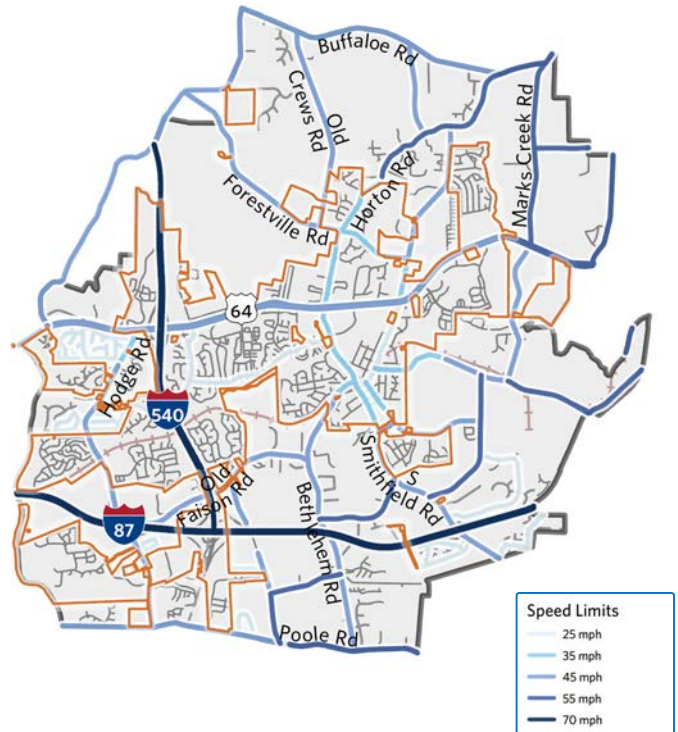 Buffaloe Rd
Old
Crews Rd
Marks Creek Rd
Horton Rd
Forestville Rd
64
Hodge Rd
540
Old
Faison Rd
S
Smithfield Rd
Bethlehem Rd
87
Poole Rd
Speed Limits
25 mph
35 mph
45 mph
55 mph
70 mph